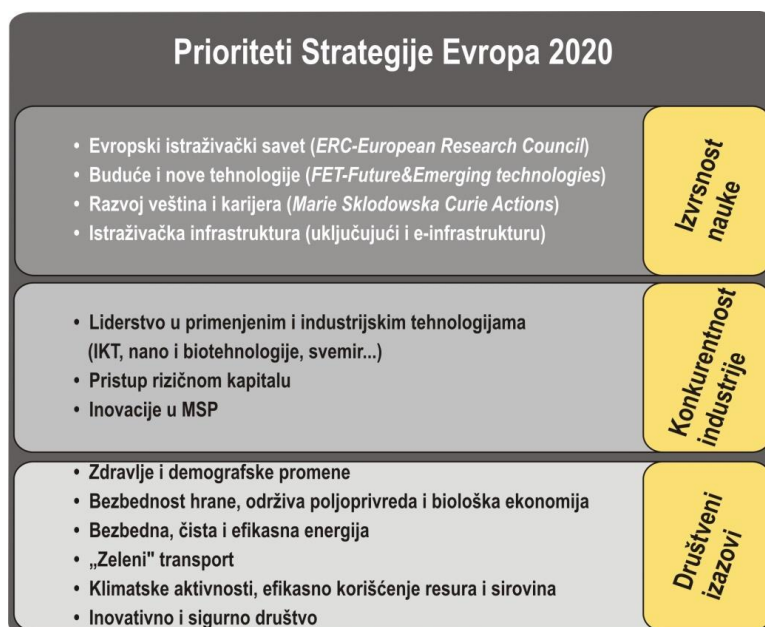 Prioriteti Strategije Evropa 2020
• Evropski istraživački savet (ERC-European Research Council)
• Buduće i nove tehnologije (FET-Future&Emerging technologies)
• Razvoj veština i karijera (Marie Sklodowska Curie Actions)
• Istraživačka infrastruktura (uključujući i e-infrastrukturu)
Izvrsnost
nauke
• Liderstvo u primenjenim i industrijskim tehnologijama
(IKT, nano i biotehnologije, svemir...)
• Pristup rizičnom kapitalu
• Inovacije u MSP
Konkurentnost
industrije
• Zdravlje i demografske promene
• Bezbednost hrane, održiva poljoprivreda i biološka ekonomija
• Bezbedna, čista i efikasna energija
• „Zeleni" transport
• Klimatske aktivnosti, efikasno korišćenje resura i sirovina
• Inovativno i sigurno društvo
Društveni
izazovi